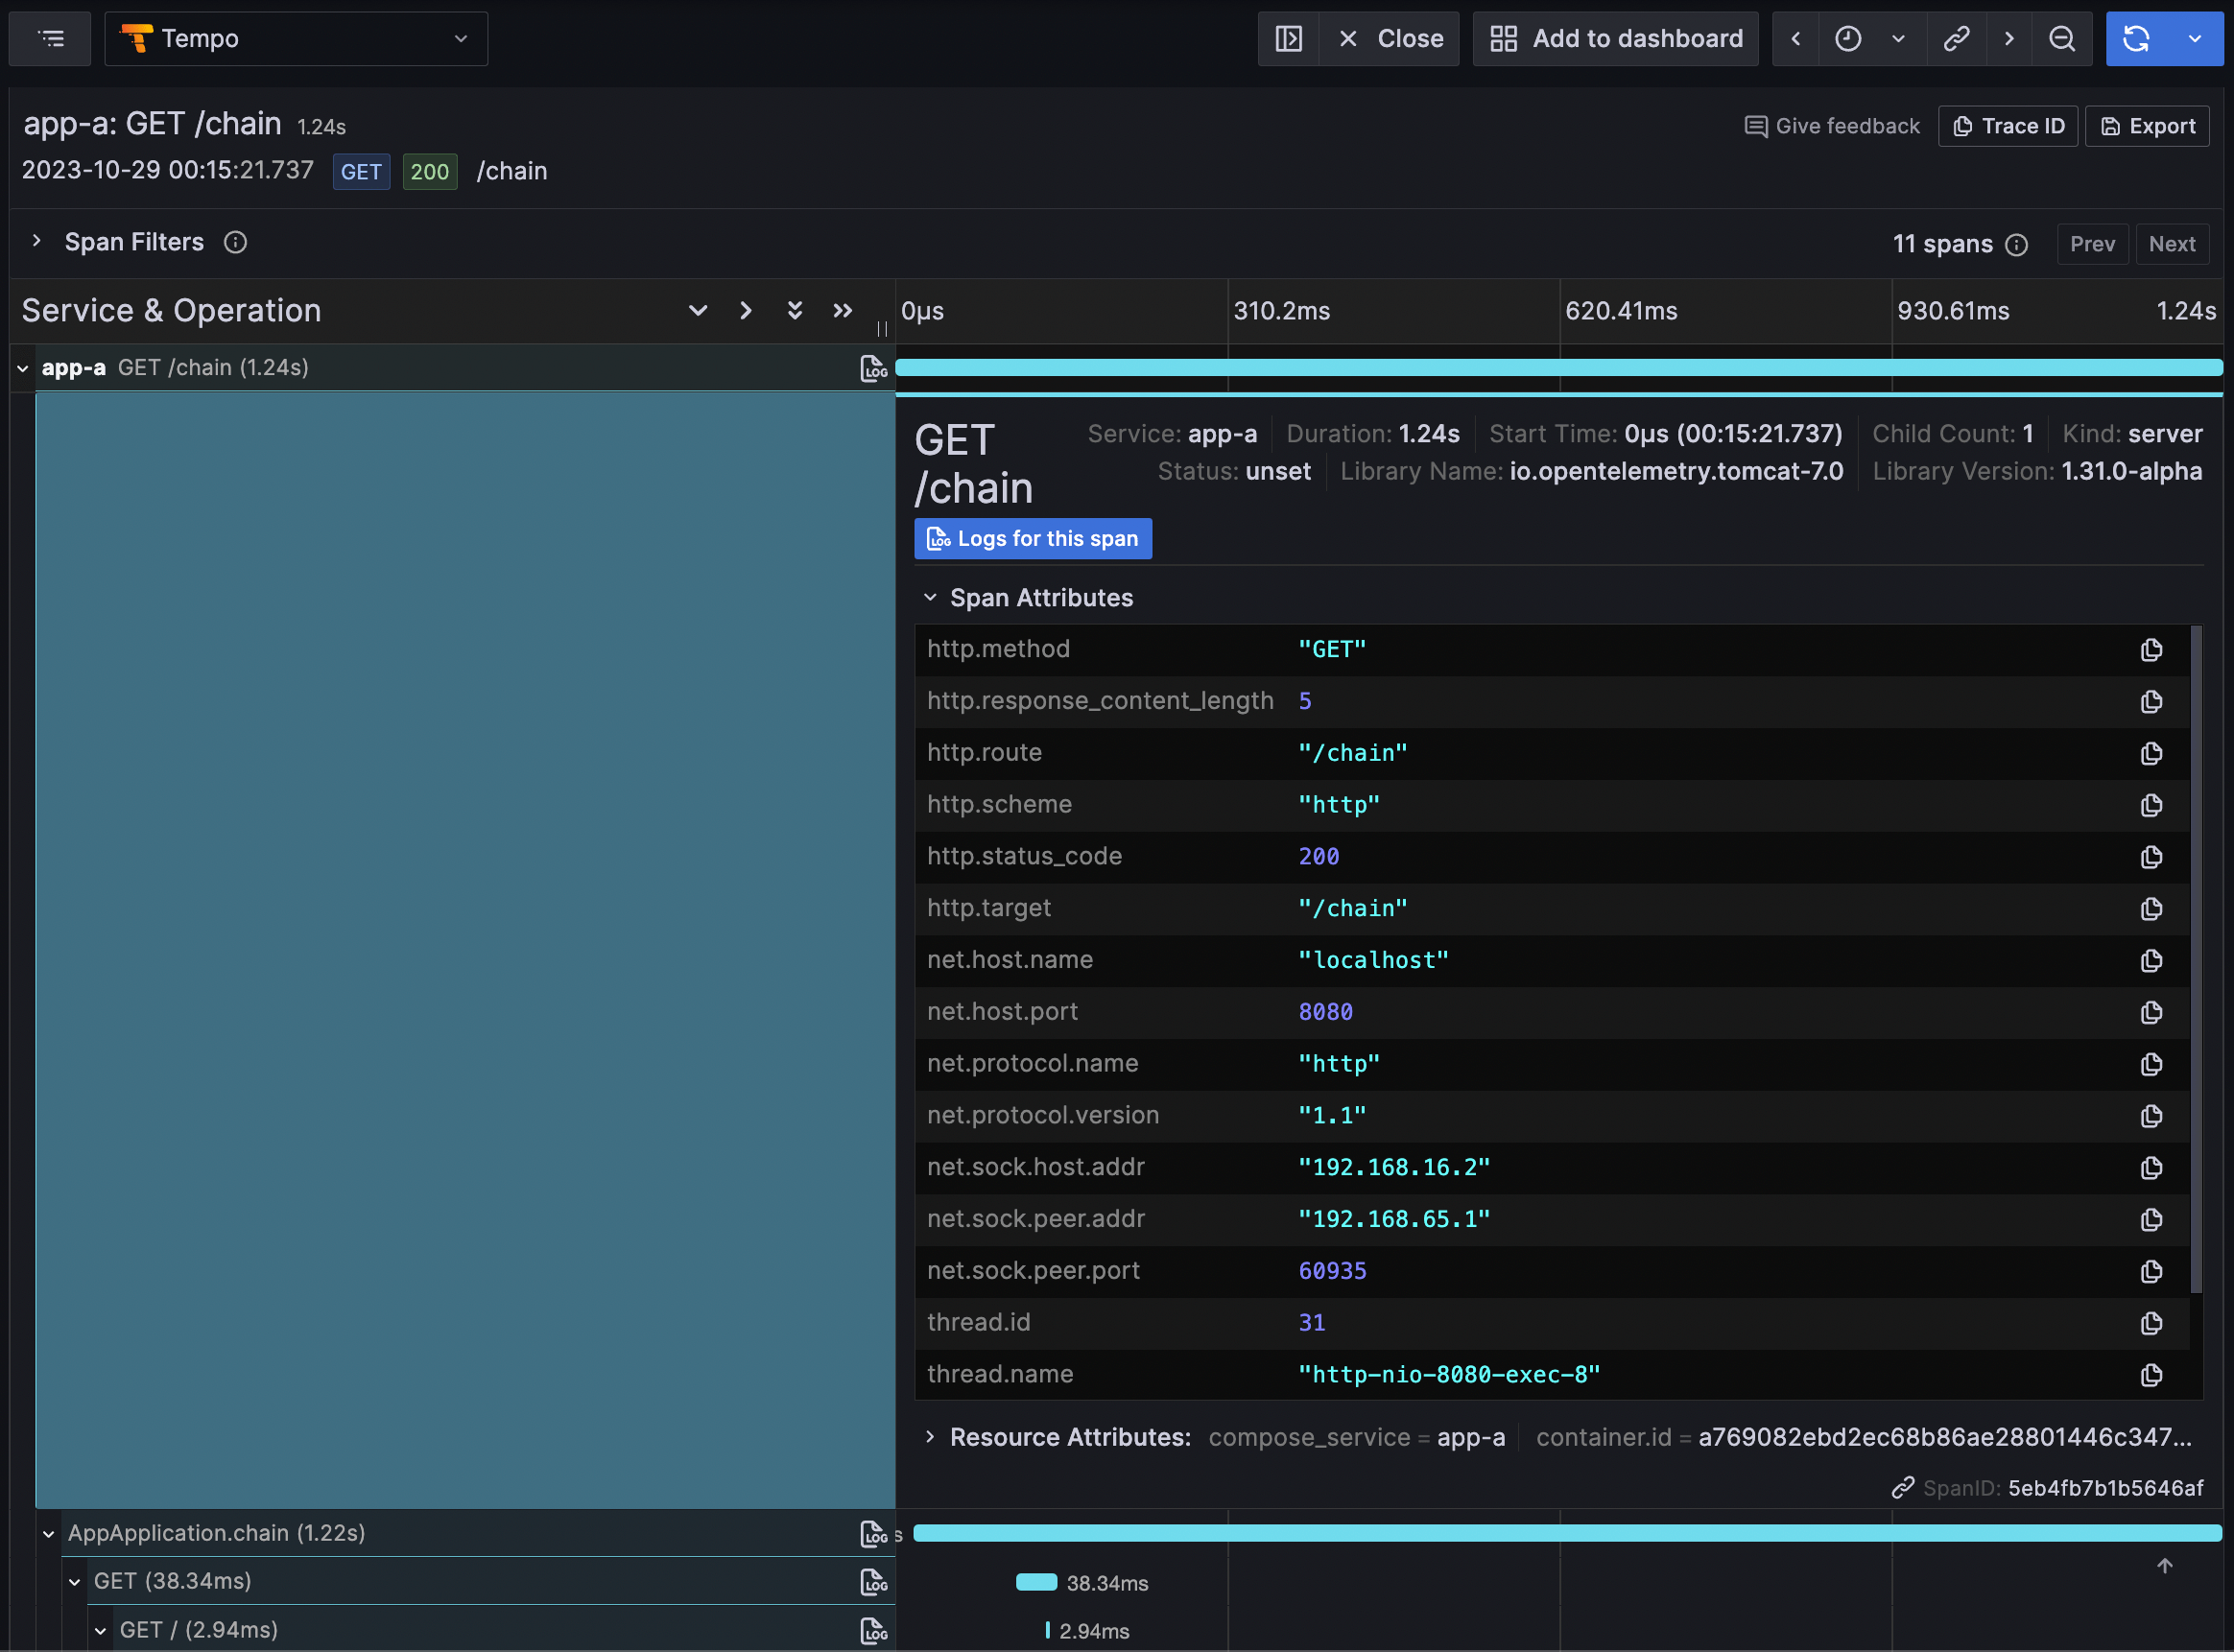 Tempo
Close
Add to dashboard
app-a: GET /chain 1.24s
Give feedback
Trace ID
Export
2023-10-29 00:15:21.737 GET 200 /chain
Span Filters
11 spans
Prev
Next
Service & Operation
0μs 310.2ms 620.41ms 930.61ms 1.24s
app-a GET /chain (1.24s)
LOG
GET
/chain
Service: app-a Duration: 1.24s Start Time: 0μs (00:15:21.737) Child Count: 1 Kind: server
Status: unset Library Name: io.opentelemetry.tomcat-7.0 Library Version: 1.31.0-alpha
LOG Logs for this span
Span Attributes
http.method "GET"
http.response_content_length 5
http.route "/chain"
http.scheme "http"
http.status_code 200
http.target "/chain"
net.host.name "localhost"
net.host.port 8080
net.protocol.name "http"
net.protocol.version "1.1"
net.sock.host.addr "192.168.16.2"
net.sock.peer.addr "192.168.65.1"
net.sock.peer.port 60935
thread.id 31
thread.name "http-nio-8080-exec-8"
Resource Attributes: compose_service = app-a container.id = a769082ebd2ec68b86ae28801446c347...
SpanID: 5eb4fb7b1b5646af
AppApplication.chain (1.22s) LOG s
GET (38.34ms) LOG 38.34ms
GET / (2.94ms) LOG 2.94ms